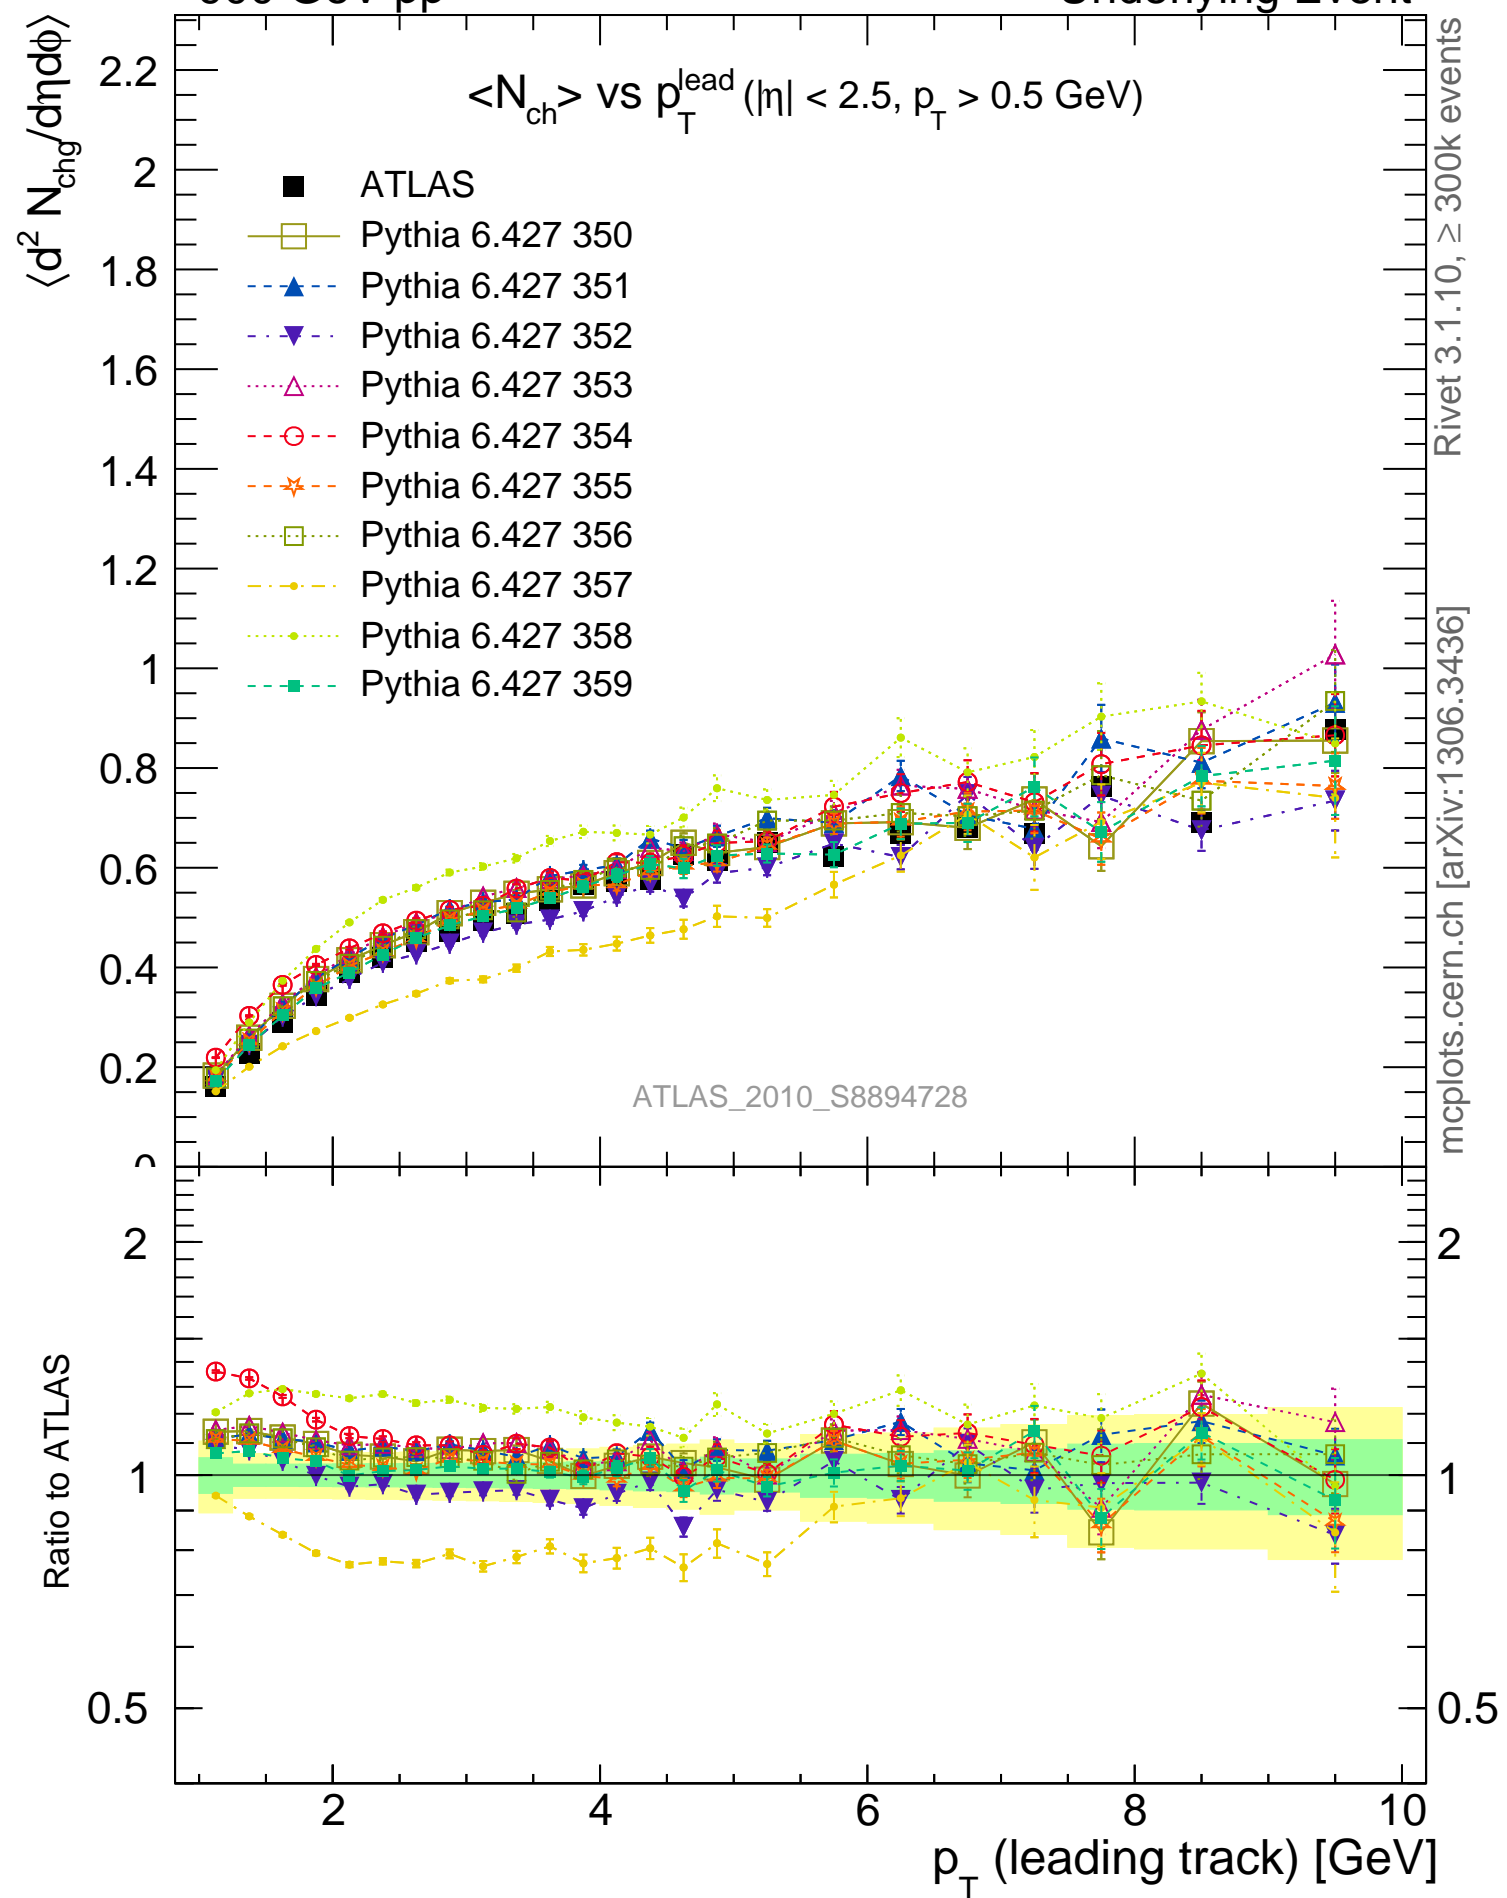 Underlying Event
<N_ch> vs p_T^lead (|η| < 2.5, p_T > 0.5 GeV)
⟨d² N_chg/dηdϕ⟩
2.2
2
1.8
1.6
1.4
1.2
1
0.8
0.6
0.4
0.2
0
ATLAS
Pythia 6.427 350
Pythia 6.427 351
Pythia 6.427 352
Pythia 6.427 353
Pythia 6.427 354
Pythia 6.427 355
Pythia 6.427 356
Pythia 6.427 357
Pythia 6.427 358
Pythia 6.427 359
ATLAS_2010_S8894728
Rivet 3.1.10, ≥ 300k events
mcplots.cern.ch [arXiv:1306.3436]
Ratio to ATLAS
2
1
0.5
2
1
0.5
2 4 6 8 10
p_T (leading track) [GeV]